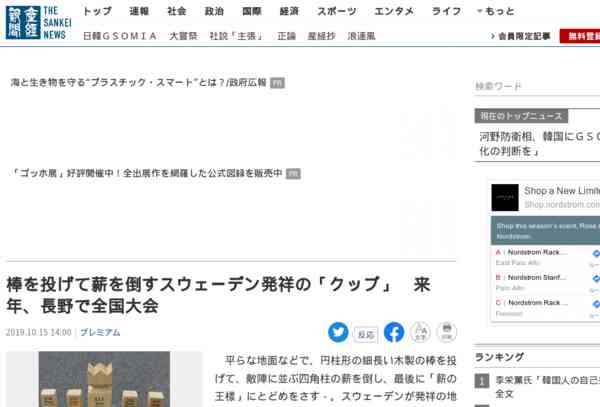 産経新聞
THE SANKEI NEWS
トップ 速報 社会 政治 国際 経済 スポーツ エンタメ ライフ もっと
日韓GSOMIA 大嘗祭 社説「主張」 正論 産経抄 浪速風
会員限定記事 無料登録
海と生き物を守る“プラスチック・スマート”とは？/政府広報 PR
検索ワード
現在のトップニュース
河野防衛相、韓国にGS
化の判断を」
「ゴッホ展」好評開催中！全出展作を網羅した公式図録を販売中 PR
Shop a New Limite
Shop.nordstrom.com
Shop this season's event, Rose
Nordstrom.
A | Nordstrom Rack...
East Palo Alto
B | Nordstrom Stanf...
Palo Alto
C | Nordstrom Rack ...
Fremont
棒を投げて薪を倒すスウェーデン発祥の「クッブ」 来
年、長野で全国大会
2019.10.15 14:00 プレミアム
反応
文字
印刷
平らな地面などで、円柱形の細長い木製の棒を投
げて、敵陣に並ぶ四角柱の薪を倒し、最後に「薪の
王様」にとどめをさす－。スウェーデンが発祥の地
ランキング
1 李栄薫氏「韓国人の自己
全文